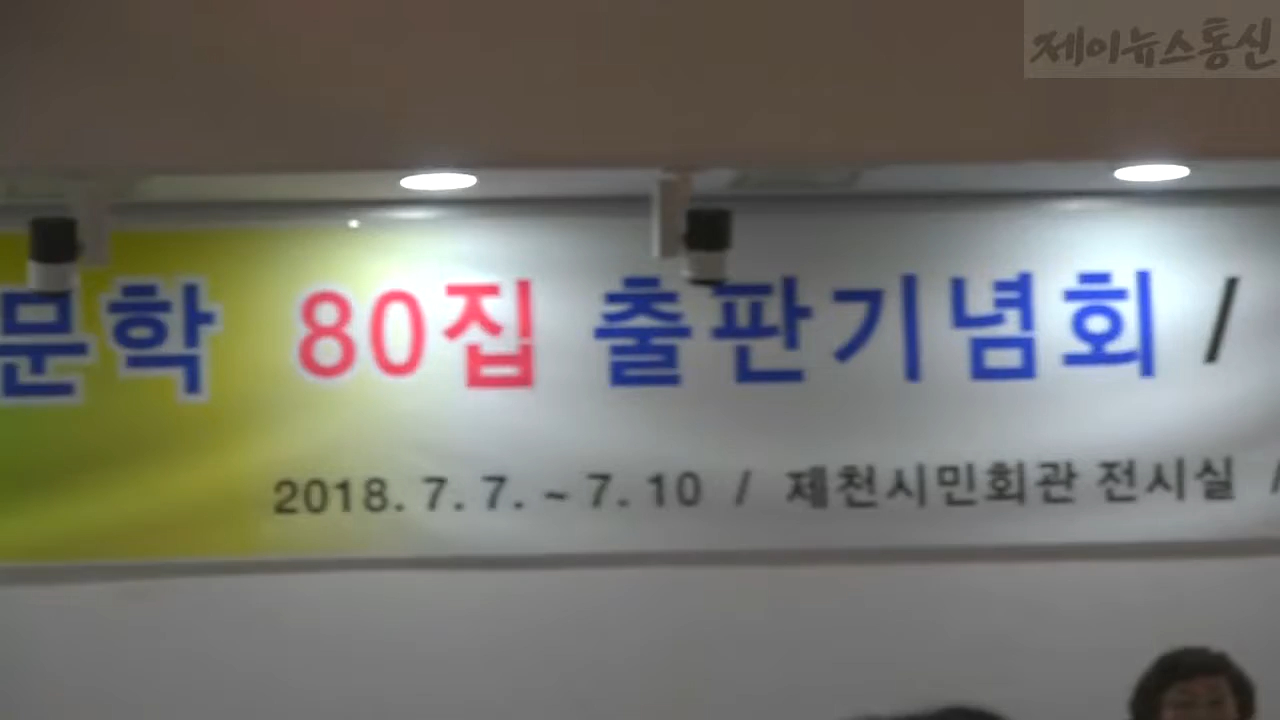 제이뉴스통신
문학 80집 출판기념회 /
2018. 7. 7. ~ 7. 10 / 제천시민회관 전시실 /